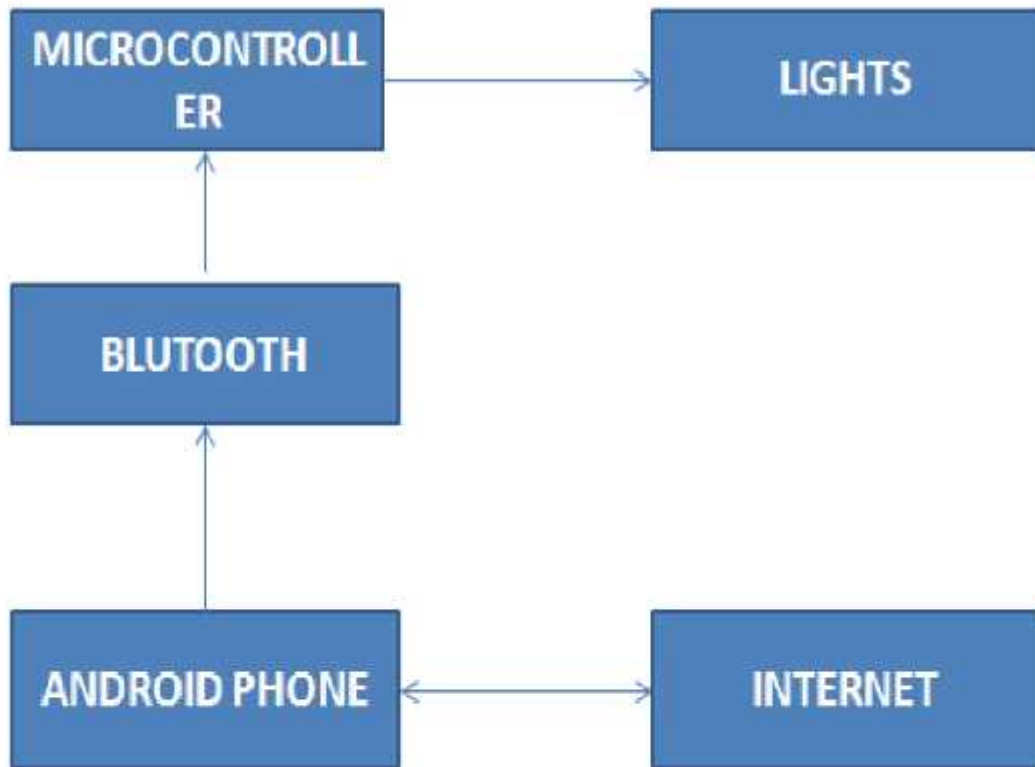 MICROCONTROLL
ER
LIGHTS
BLUTOOTH
ANDROID PHONE
INTERNET